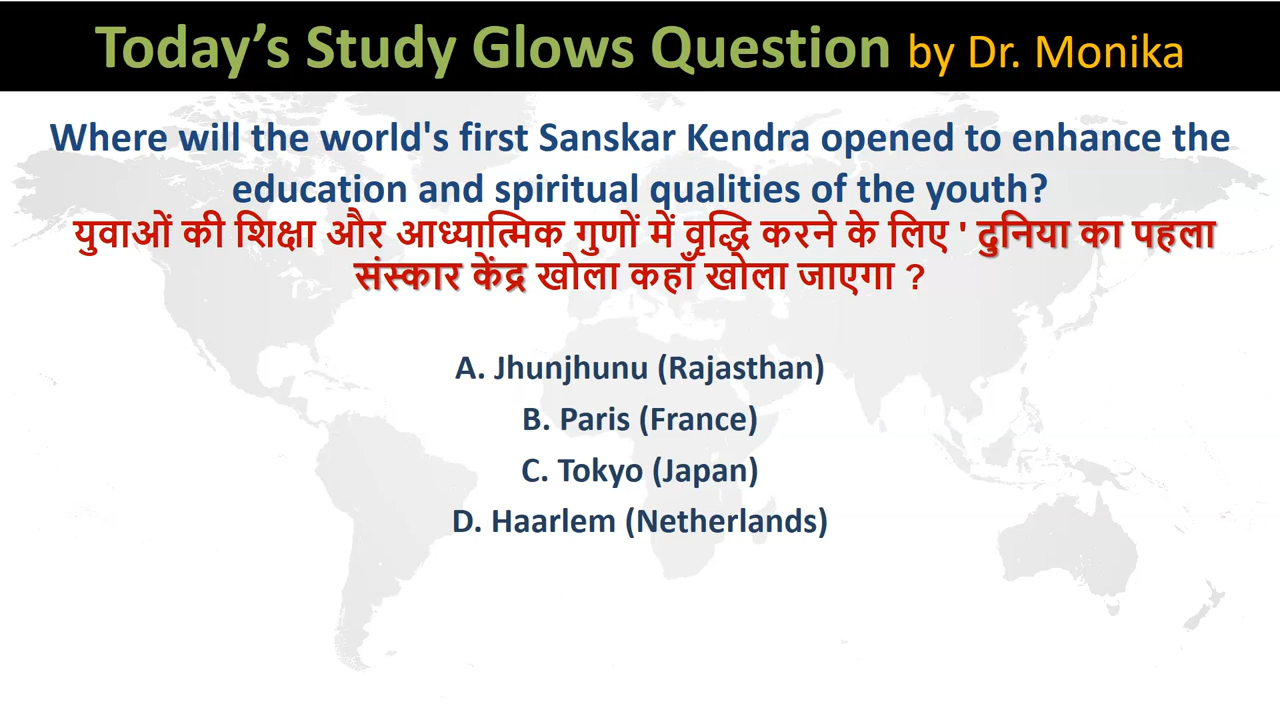 Today’s Study Glows Question by Dr. Monika
Where will the world's first Sanskar Kendra opened to enhance the
education and spiritual qualities of the youth?
युवाओं की शिक्षा और आध्यात्मिक गुणों में वृद्धि करने के लिए ' दुनिया का पहला
संस्कार केंद्र खोला कहाँ खोला जाएगा ?
A. Jhunjhunu (Rajasthan)
B. Paris (France)
C. Tokyo (Japan)
D. Haarlem (Netherlands)